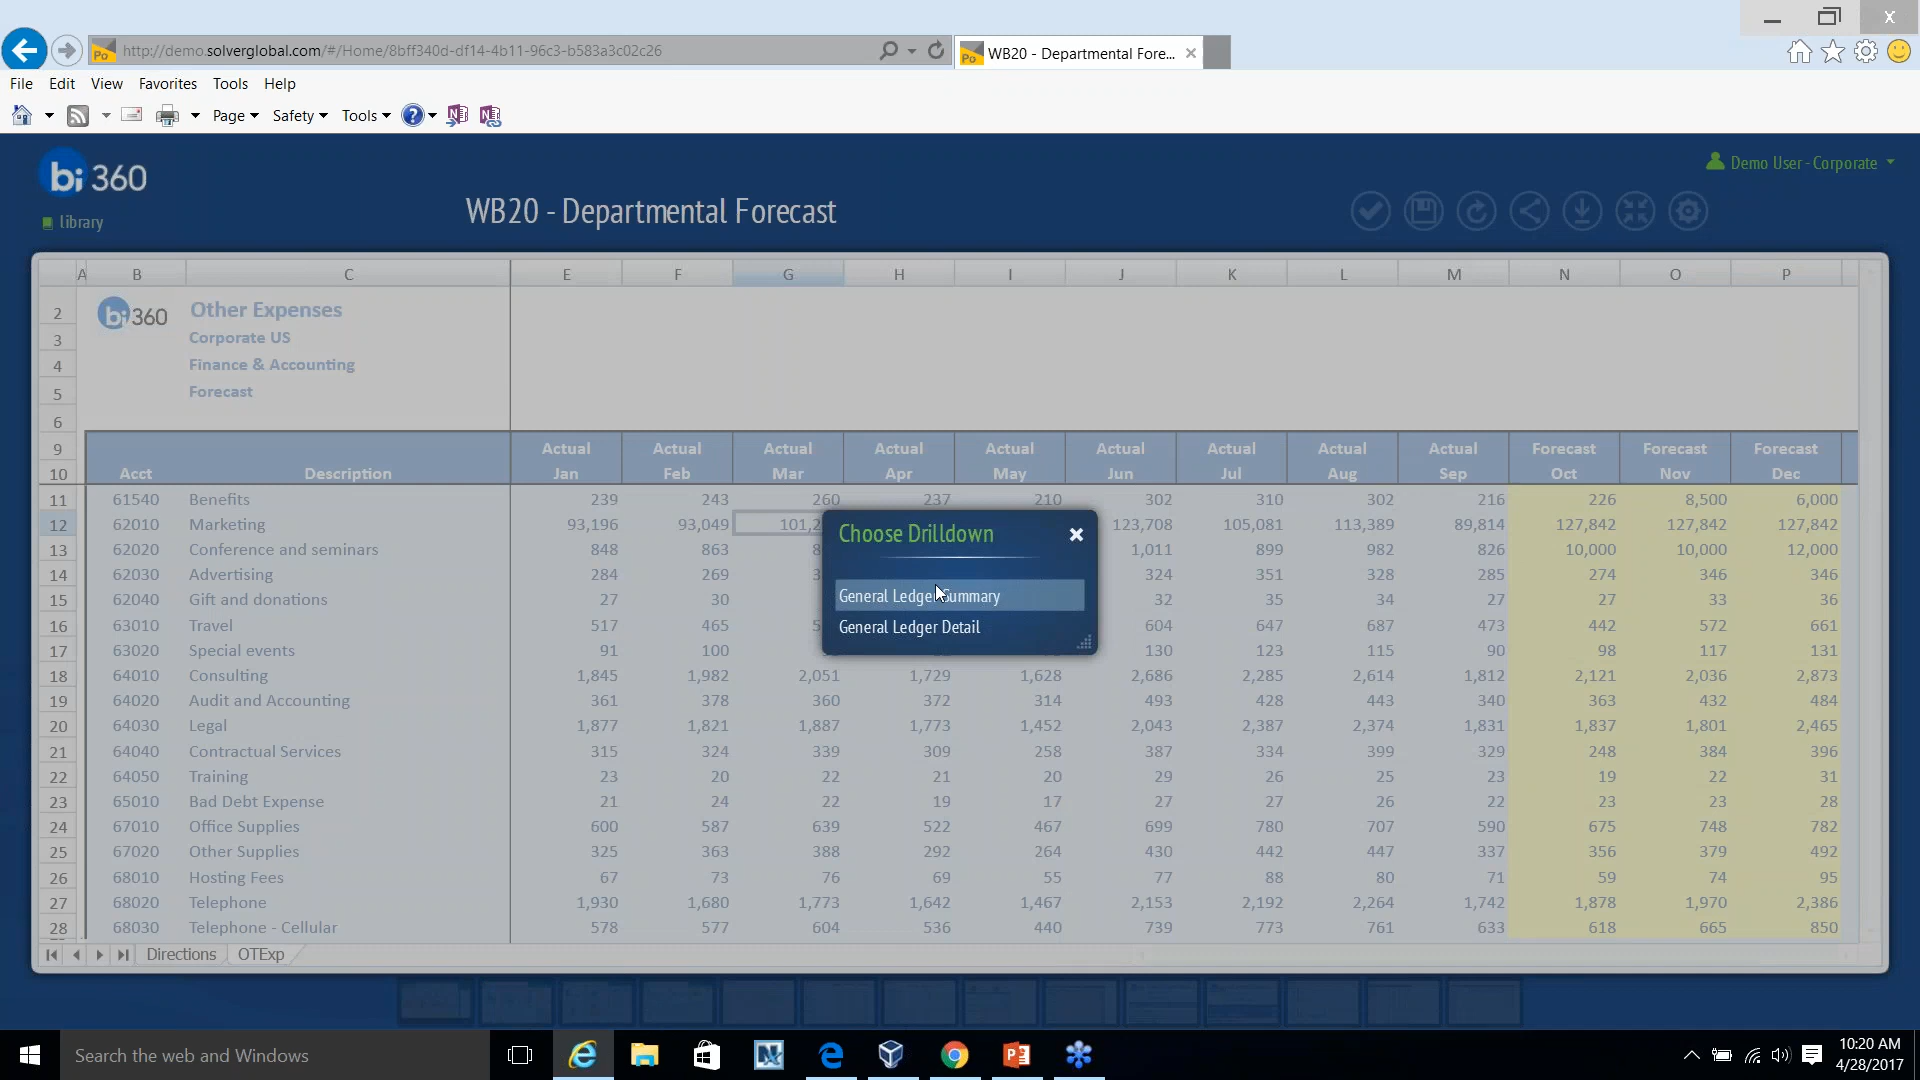 http://demo.solverglobal.com/#/Home/8bff340d-df14-4b11-96c3-b583a3c02c26
WB20 - Departmental Fore...
File Edit View Favorites Tools Help
Page Safety Tools
bi360
Demo User - Corporate
library
WB20 - Departmental Forecast
A B C E F G H I J K L M N O P
2 bi360 Other Expenses
3 Corporate US
4 Finance & Accounting
5 Forecast
6
9 Actual Actual Actual Actual Actual Actual Actual Actual Actual Forecast Forecast Forecast
10 Acct Description Jan Feb Mar Apr May Jun Jul Aug Sep Oct Nov Dec
11 61540 Benefits 239 243 260 237 210 302 310 302 216 226 8,500 6,000
12 62010 Marketing 93,196 93,049 123,708 105,081 113,389 89,814 127,842 127,842 127,842
13 62020 Conference and seminars 848 863 1,011 899 982 826 10,000 10,000 12,000
14 62030 Advertising 284 269 324 351 328 285 274 346 346
15 62040 Gift and donations 27 30 32 35 34 27 27 33 36
16 63010 Travel 517 465 604 647 687 473 442 572 661
17 63020 Special events 91 100 130 123 115 90 98 117 131
18 64010 Consulting 1,845 1,982 2,051 1,729 1,628 2,686 2,285 2,614 1,812 2,121 2,036 2,873
19 64020 Audit and Accounting 361 378 360 372 314 493 428 443 340 363 432 484
20 64030 Legal 1,877 1,821 1,887 1,773 1,452 2,043 2,387 2,374 1,831 1,837 1,801 2,465
21 64040 Contractual Services 315 324 339 309 258 387 334 399 329 248 384 396
22 64050 Training 23 20 22 21 20 29 26 25 23 19 22 31
23 65010 Bad Debt Expense 21 24 22 19 17 27 27 26 22 23 23 28
24 67010 Office Supplies 600 587 639 522 467 699 780 707 590 675 748 782
25 67020 Other Supplies 325 363 388 292 264 430 442 447 337 356 379 492
26 68010 Hosting Fees 67 73 76 69 55 77 88 80 71 59 74 95
27 68020 Telephone 1,930 1,680 1,773 1,642 1,467 2,153 2,192 2,264 1,742 1,878 1,970 2,386
28 68030 Telephone - Cellular 578 577 604 536 440 739 773 761 633 618 665 850
Choose Drilldown
General Ledger Summary
General Ledger Detail
Directions OTExp
Search the web and Windows
10:20 AM
4/28/2017